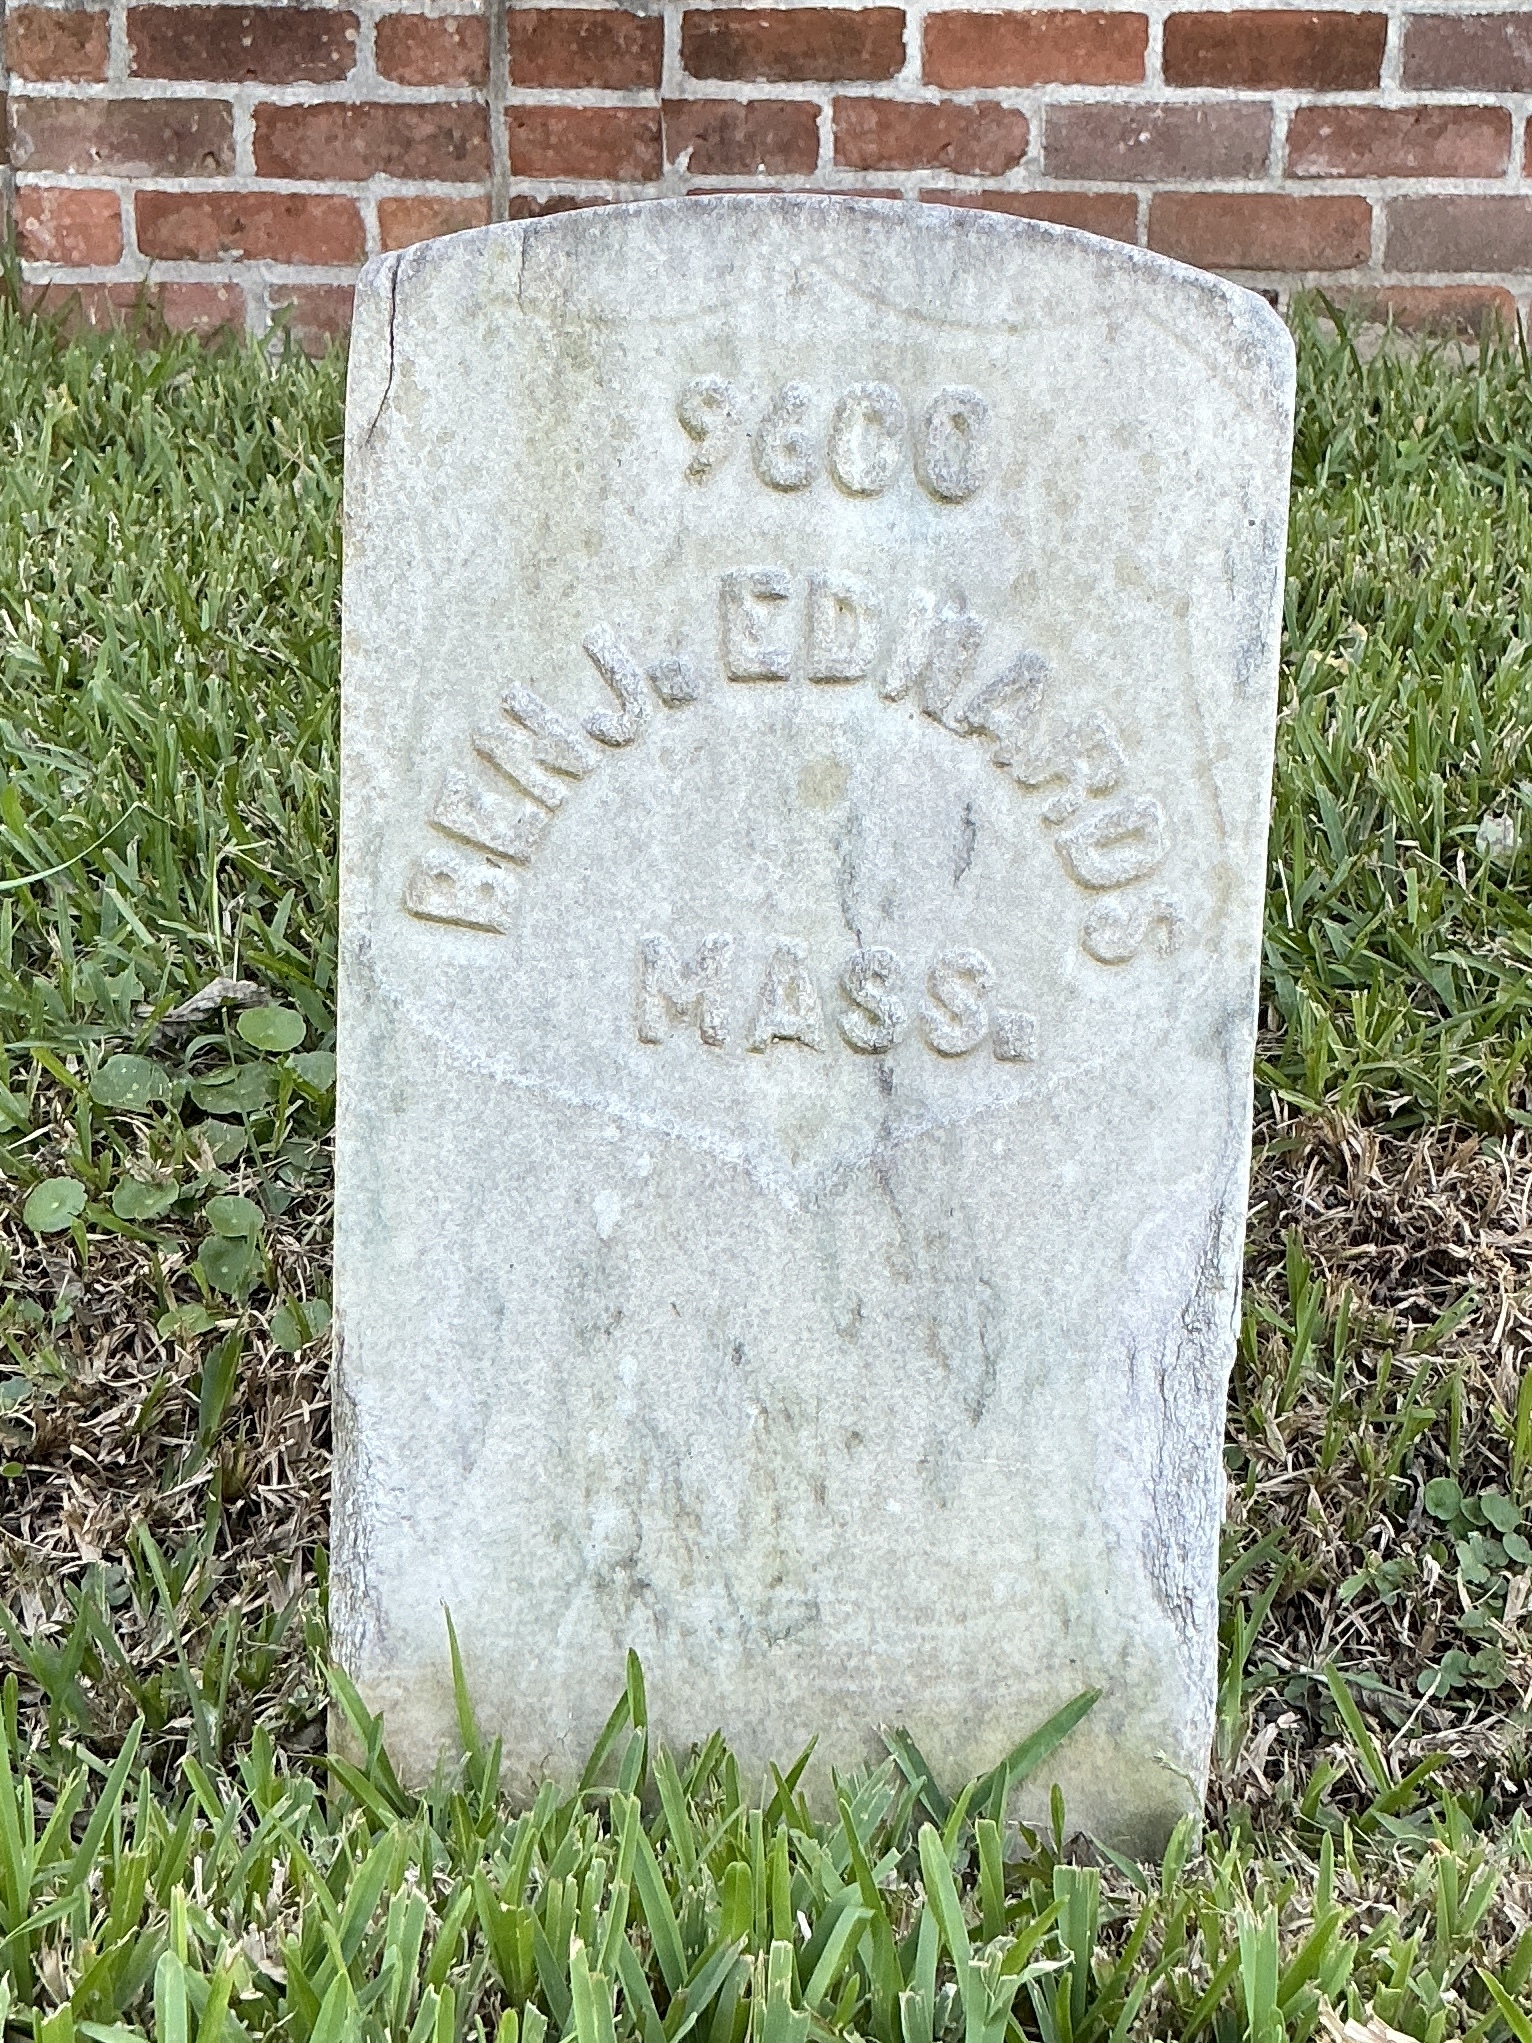 9600
BENJ. EDWARDS
MASS.